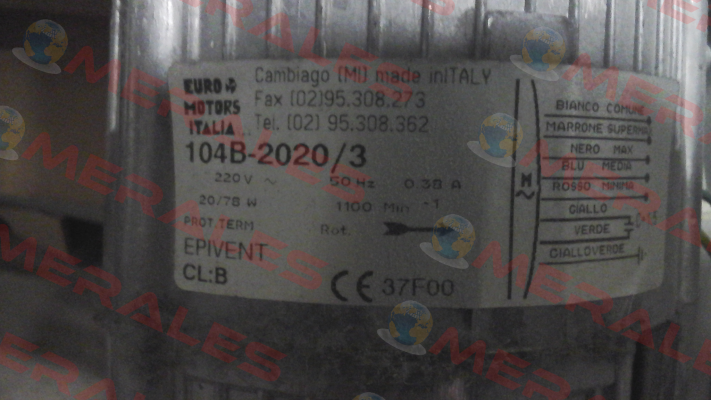 EURO
MOTORS
ITALIA
Cambiago (MI) made inITALY
Fax (02)95.308.273
Tel. (02) 95.308.362
104B-2020/3
220V ~ 50 Hz 0.38 A
20/78 W 1100 Min -1
PROT.TERM Rot.
EPIVENT
CL:B
CE 37F00
M
~
BIANCO COMUNE
MARRONE SUPERMA
NERO MAX
BLU MEDIA
ROSSO MINIMA
GIALLO
VERDE
GIALLOVERDE
MERALES
MERALES
MERALES